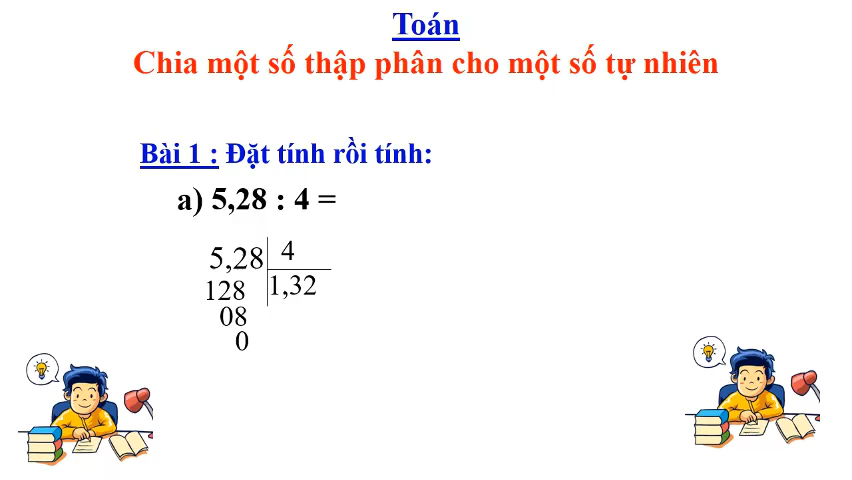 Toán
Chia một số thập phân cho một số tự nhiên
Bài 1 : Đặt tính rồi tính:
a) 5,28 : 4 =
5,28 4
128 1,32
08
0